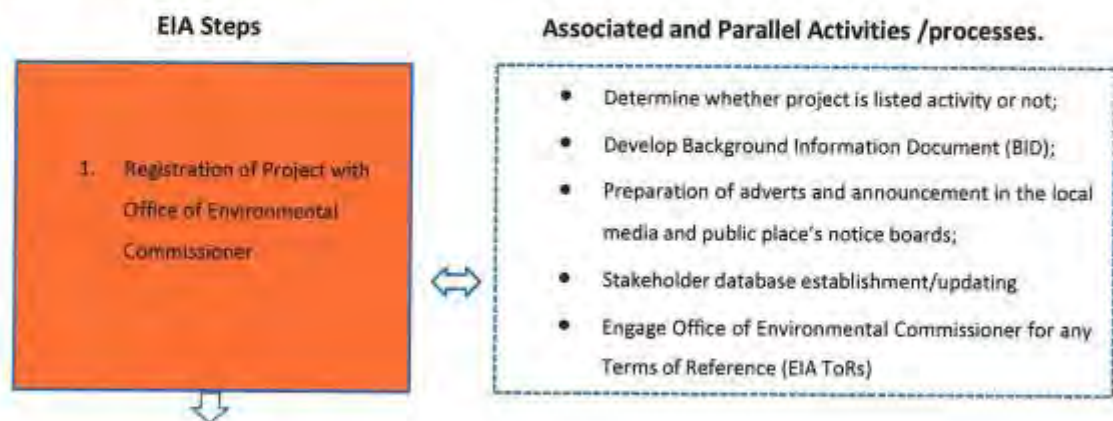 EIA Steps
Associated and Parallel Activities /processes.
1. Registration of Project with
Office of Environmental
Commissioner
• Determine whether project is listed activity or not;
• Develop Background Information Document (BID);
• Preparation of adverts and announcement in the local
media and public place's notice boards;
• Stakeholder database establishment/updating
• Engage Office of Environmental Commissioner for any
Terms of Reference (EIA ToRs)